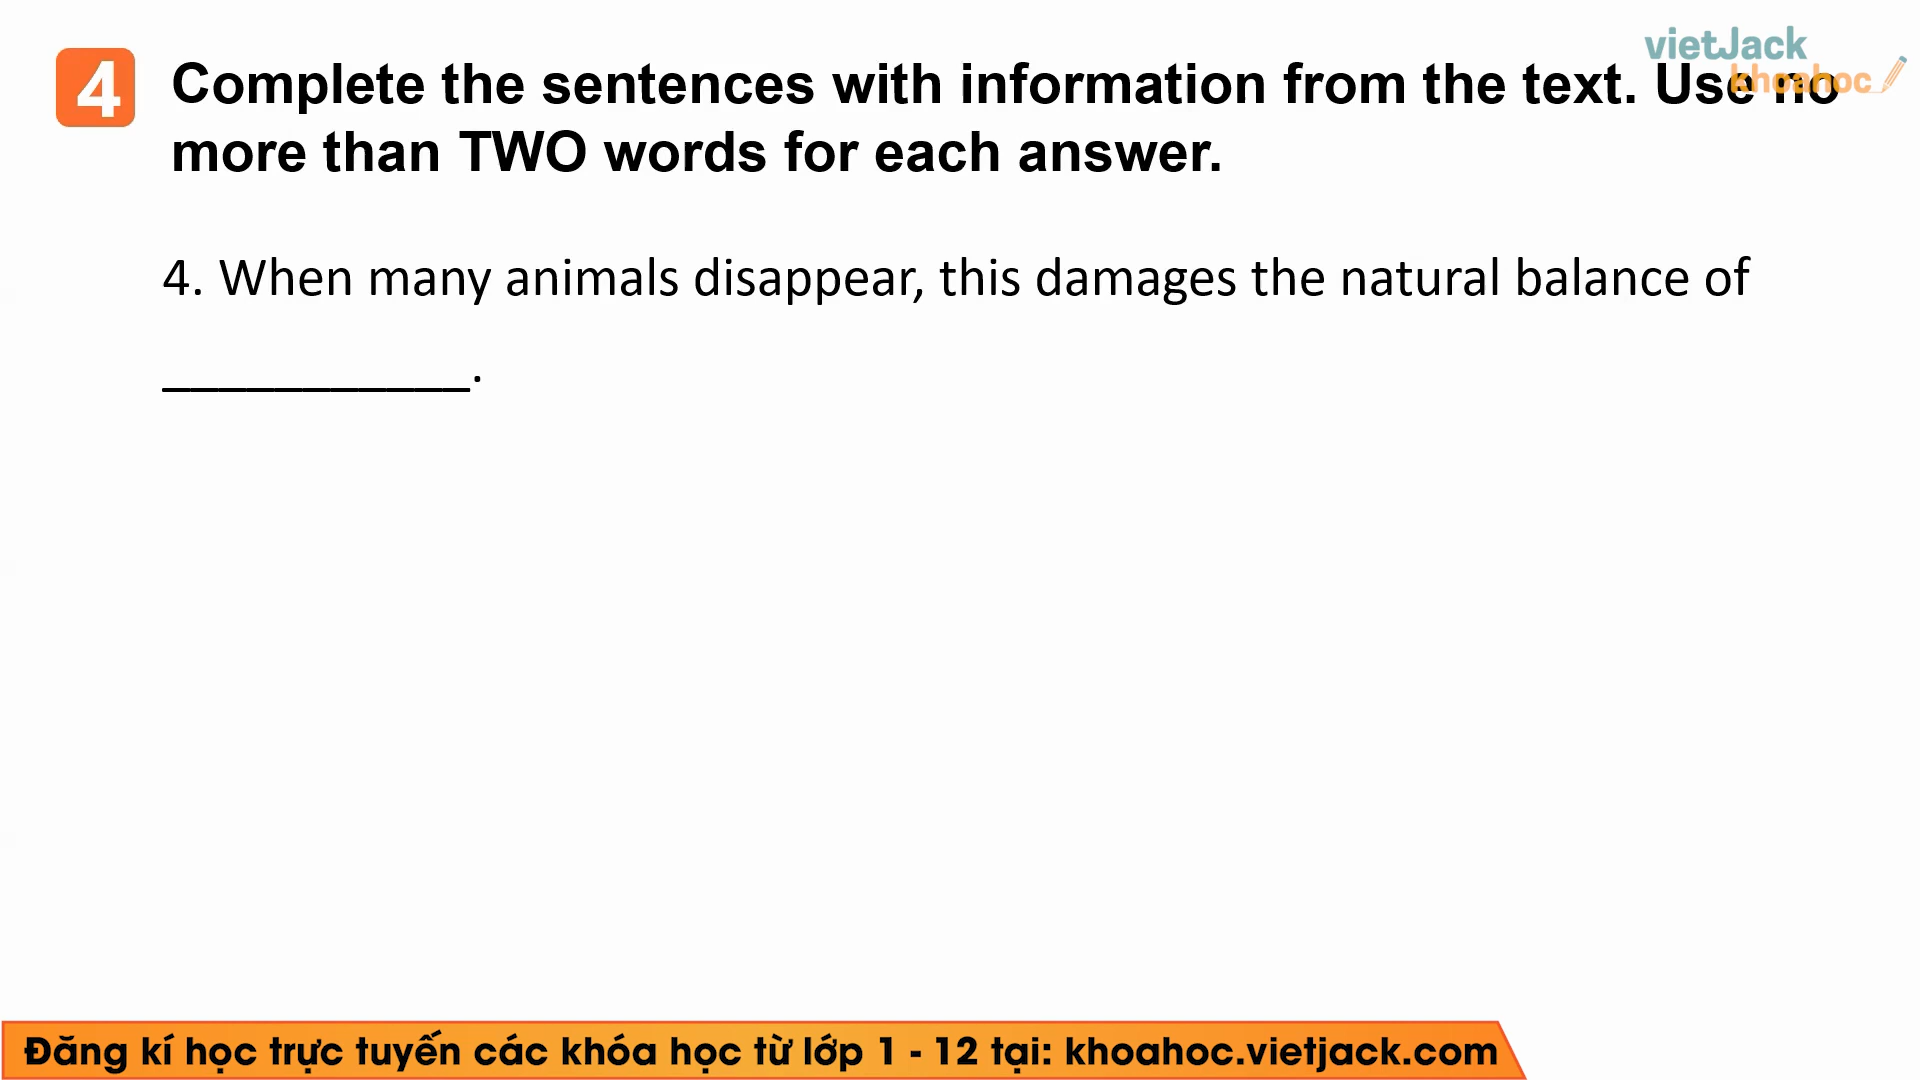 vietJack
khoahoc
4
Complete the sentences with information from the text. Use no
more than TWO words for each answer.
4. When many animals disappear, this damages the natural balance of
___________.
Đăng kí học trực tuyến các khóa học từ lớp 1 - 12 tại: khoahoc.vietjack.com